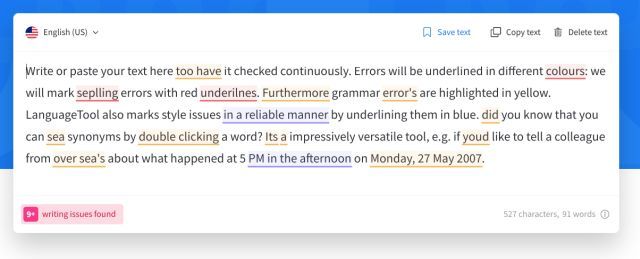 English (US)
Save text
Copy text
Delete text
Write or paste your text here too have it checked continuously. Errors will be underlined in different colours: we
will mark seplling errors with red underilnes. Furthermore grammar error's are highlighted in yellow.
LanguageTool also marks style issues in a reliable manner by underlining them in blue. did you know that you
can sea synonyms by double clicking a word? Its a impressively versatile tool, e.g. if youd like to tell a colleague
from over sea's about what happened at 5 PM in the afternoon on Monday, 27 May 2007.
9+ writing issues found
527 characters, 91 words